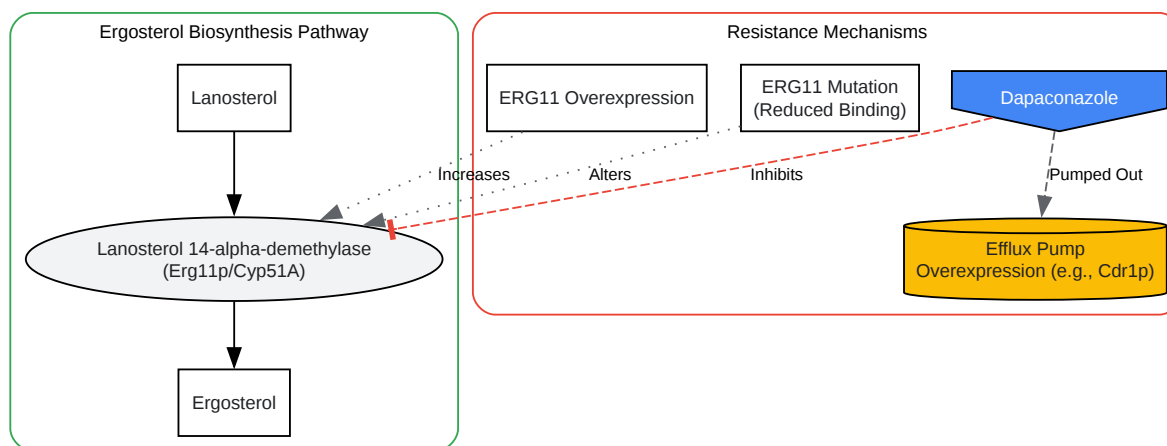 Ergosterol Biosynthesis Pathway
Resistance Mechanisms
Lanosterol
ERG11 Overexpression
ERG11 Mutation
(Reduced Binding)
Dapaconazole
Increases
Alters
Inhibits
Pumped Out
Lanosterol 14-alpha-demethylase
(Erg11p/Cyp51A)
Efflux Pump
Overexpression (e.g., Cdr1p)
Ergosterol